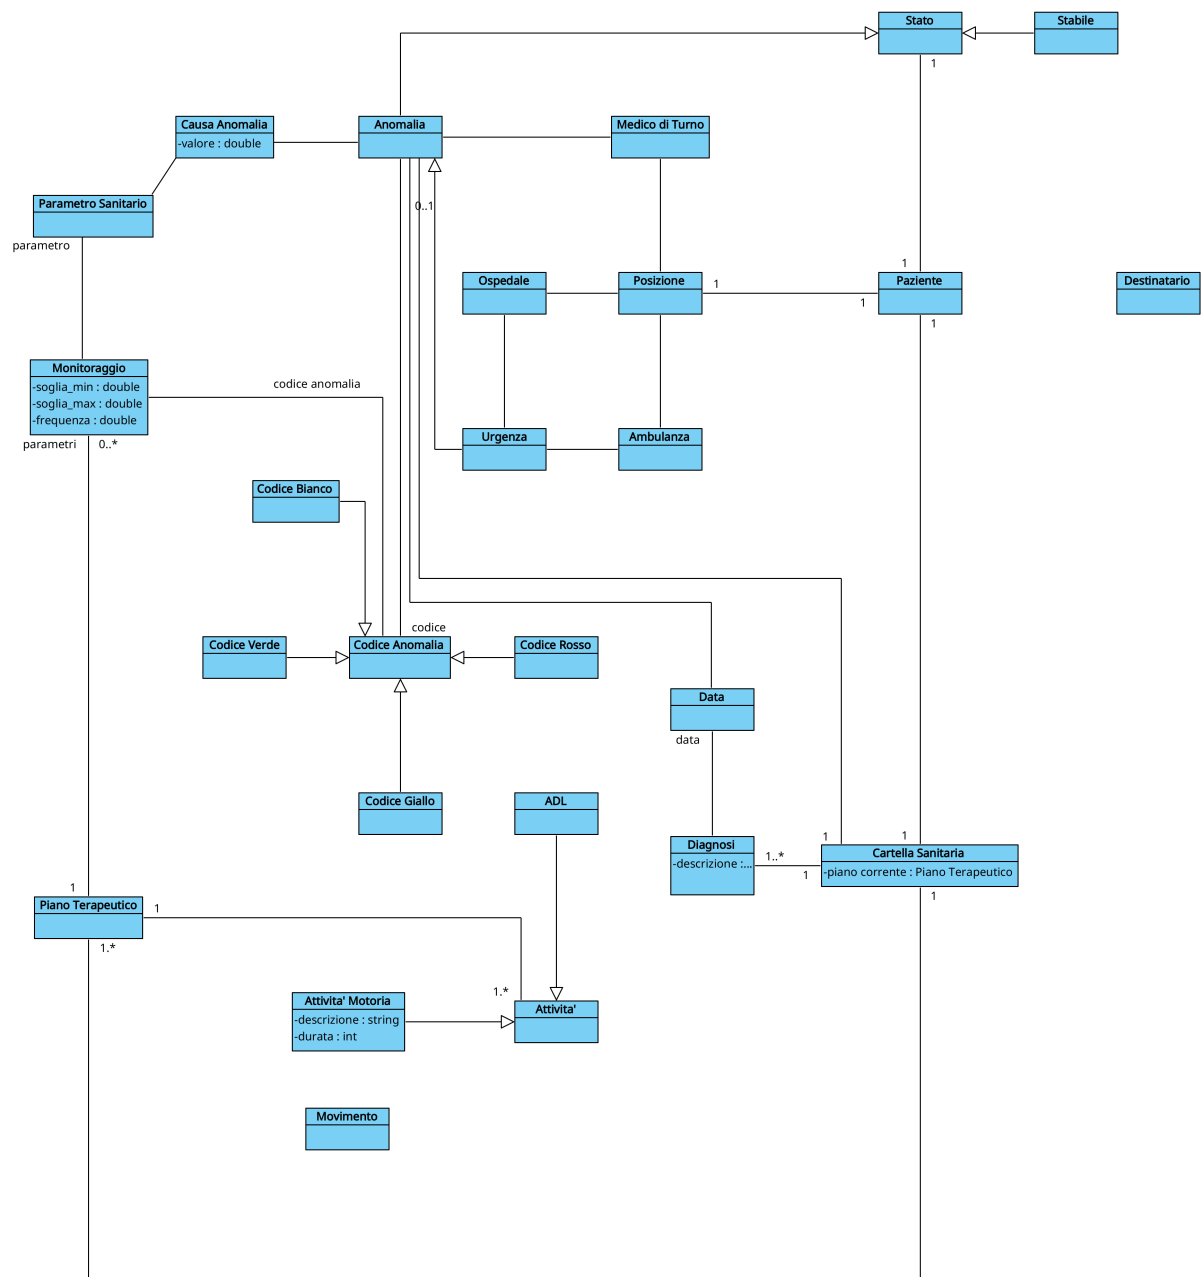 Stato
Stabile
1
Causa Anomalia
-valore : double
Anomalia
Medico di Turno
Parametro Sanitario
0..1
parametro
1
Ospedale
Posizione
1
1
Paziente
1
Destinatario
Monitoraggio
-soglia_min : double
-soglia_max : double
-frequenza : double
codice anomalia
parametri
0..*
Urgenza
Ambulanza
Codice Bianco
codice
Codice Verde
Codice Anomalia
Codice Rosso
Data
data
Codice Giallo
ADL
1
1
Diagnosi
-descrizione :...
1..*
1
Cartella Sanitaria
-piano corrente : Piano Terapeutico
1
1
Piano Terapeutico
1
1.*
1.*
Attivita' Motoria
-descrizione : string
-durata : int
Attivita'
Movimento